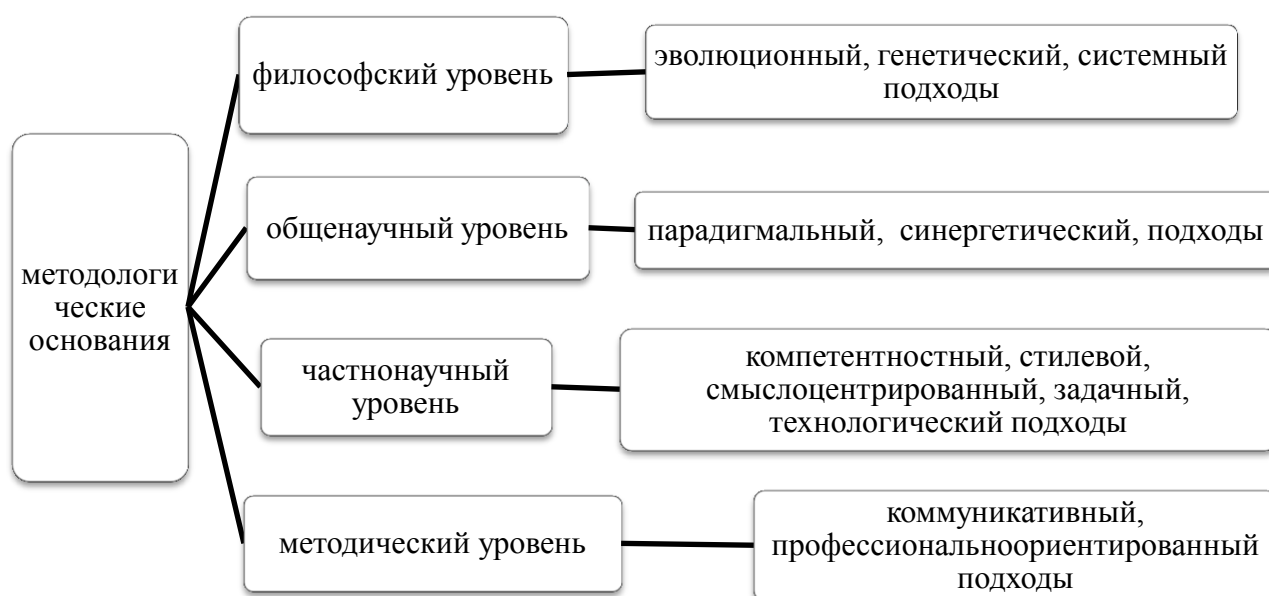 философский уровень
эволюционный, генетический, системный
подходы
общенаучный уровень
парадигмальный, синергетический, подходы
методологи
ческие
основания
частнонаучный
уровень
компетентностный, стилевой,
смыслоцентрированный, задачный,
технологический подходы
методический уровень
коммуникативный,
профессиональноориентированный
подходы